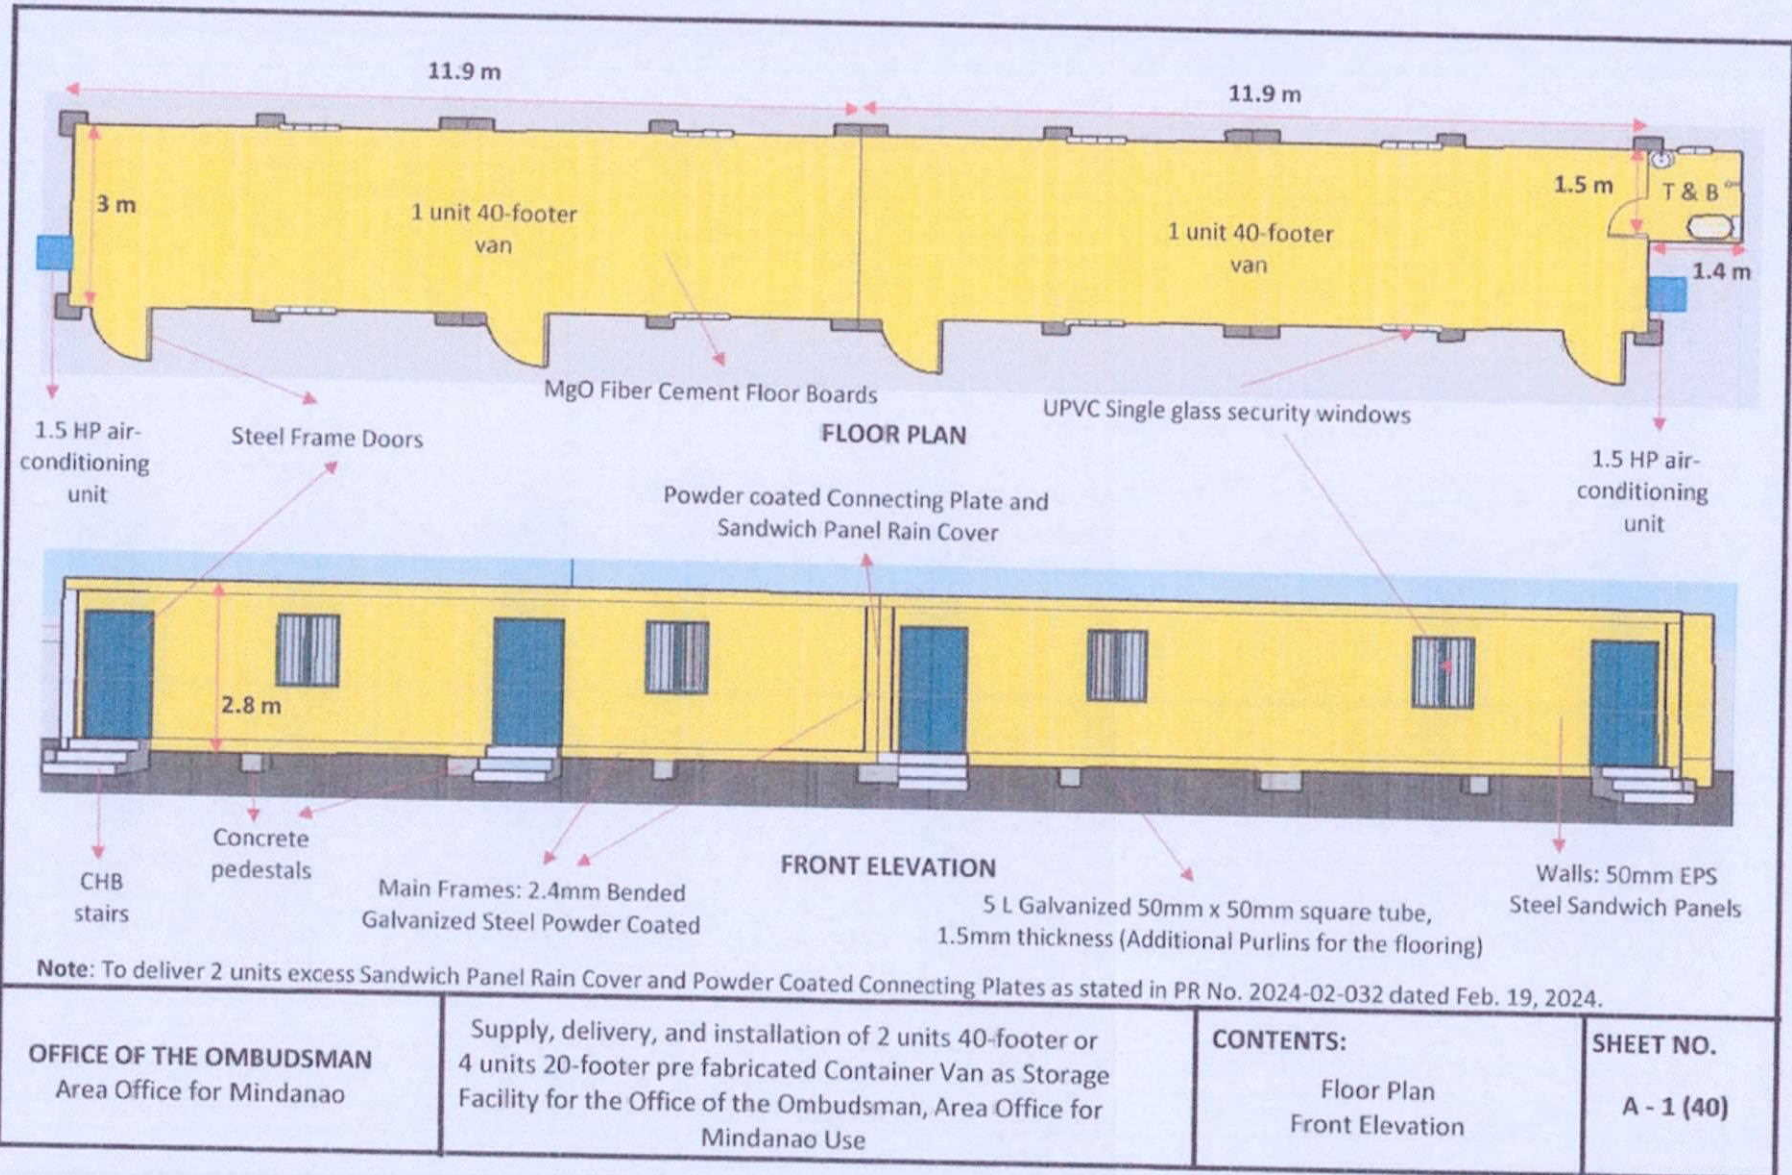 11.9 m
11.9 m
3 m
1 unit 40-footer
van
1 unit 40-footer
van
1.5 m
T & B
1.4 m
MgO Fiber Cement Floor Boards
UPVC Single glass security windows
1.5 HP air-
conditioning
unit
Steel Frame Doors
FLOOR PLAN
1.5 HP air-
conditioning
unit
Powder coated Connecting Plate and
Sandwich Panel Rain Cover
2.8 m
CHB
stairs
Concrete
pedestals
Main Frames: 2.4mm Bended
Galvanized Steel Powder Coated
FRONT ELEVATION
5 L Galvanized 50mm x 50mm square tube,
1.5mm thickness (Additional Purlins for the flooring)
Walls: 50mm EPS
Steel Sandwich Panels
Note: To deliver 2 units excess Sandwich Panel Rain Cover and Powder Coated Connecting Plates as stated in PR No. 2024-02-032 dated Feb. 19, 2024.
OFFICE OF THE OMBUDSMAN
Area Office for Mindanao
Supply, delivery, and installation of 2 units 40-footer or
4 units 20-footer pre fabricated Container Van as Storage
Facility for the Office of the Ombudsman, Area Office for
Mindanao Use
CONTENTS:
Floor Plan
Front Elevation
SHEET NO.
A - 1 (40)